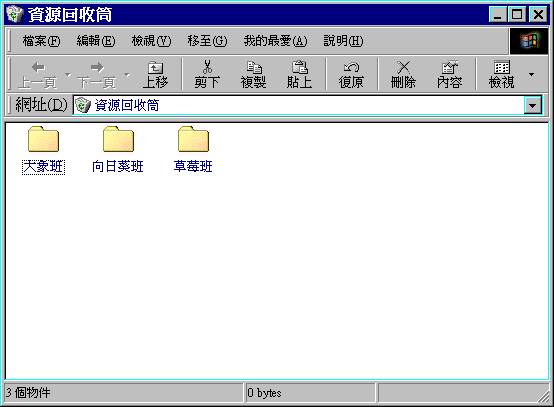 資源回收筒
檔案(F) 編輯(E) 檢視(V) 移至(G) 我的最愛(A) 說明(H)
上一頁 下一頁 上移 剪下 複製 貼上 復原 刪除 內容 檢視
網址(D) 資源回收筒
大象班 向日葵班 草莓班
3 個物件 0 bytes